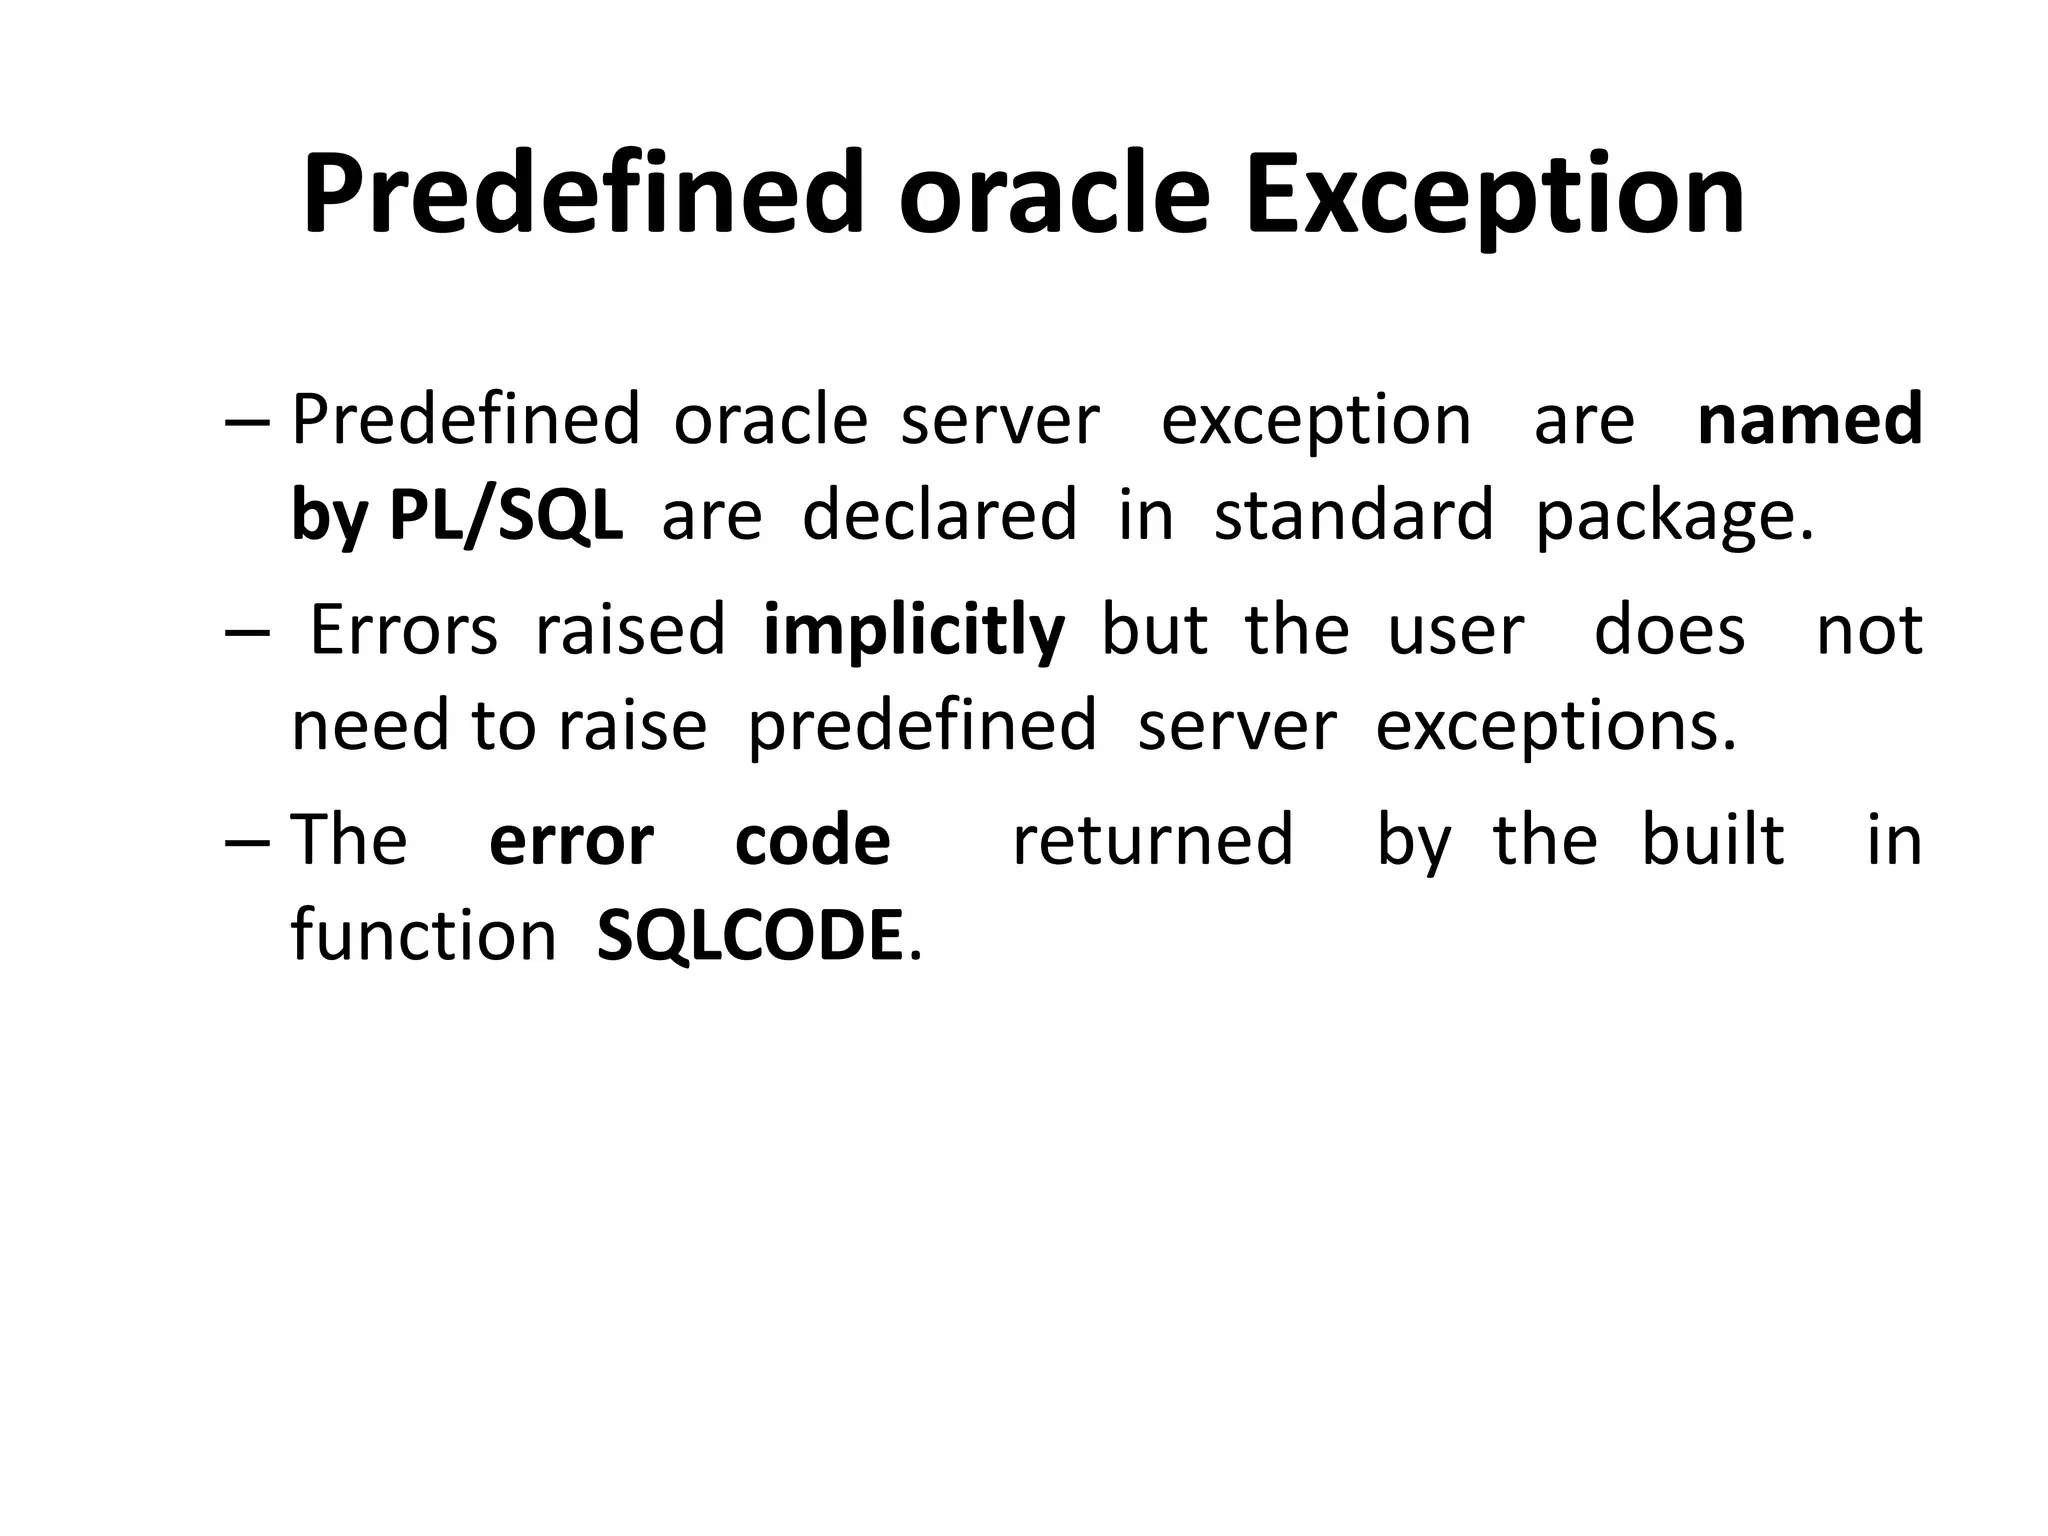 Predefined oracle Exception
– Predefined oracle server exception are named
by PL/SQL are declared in standard package.
– Errors raised implicitly but the user does not
need to raise predefined server exceptions.
– The error code returned by the built in
function SQLCODE.